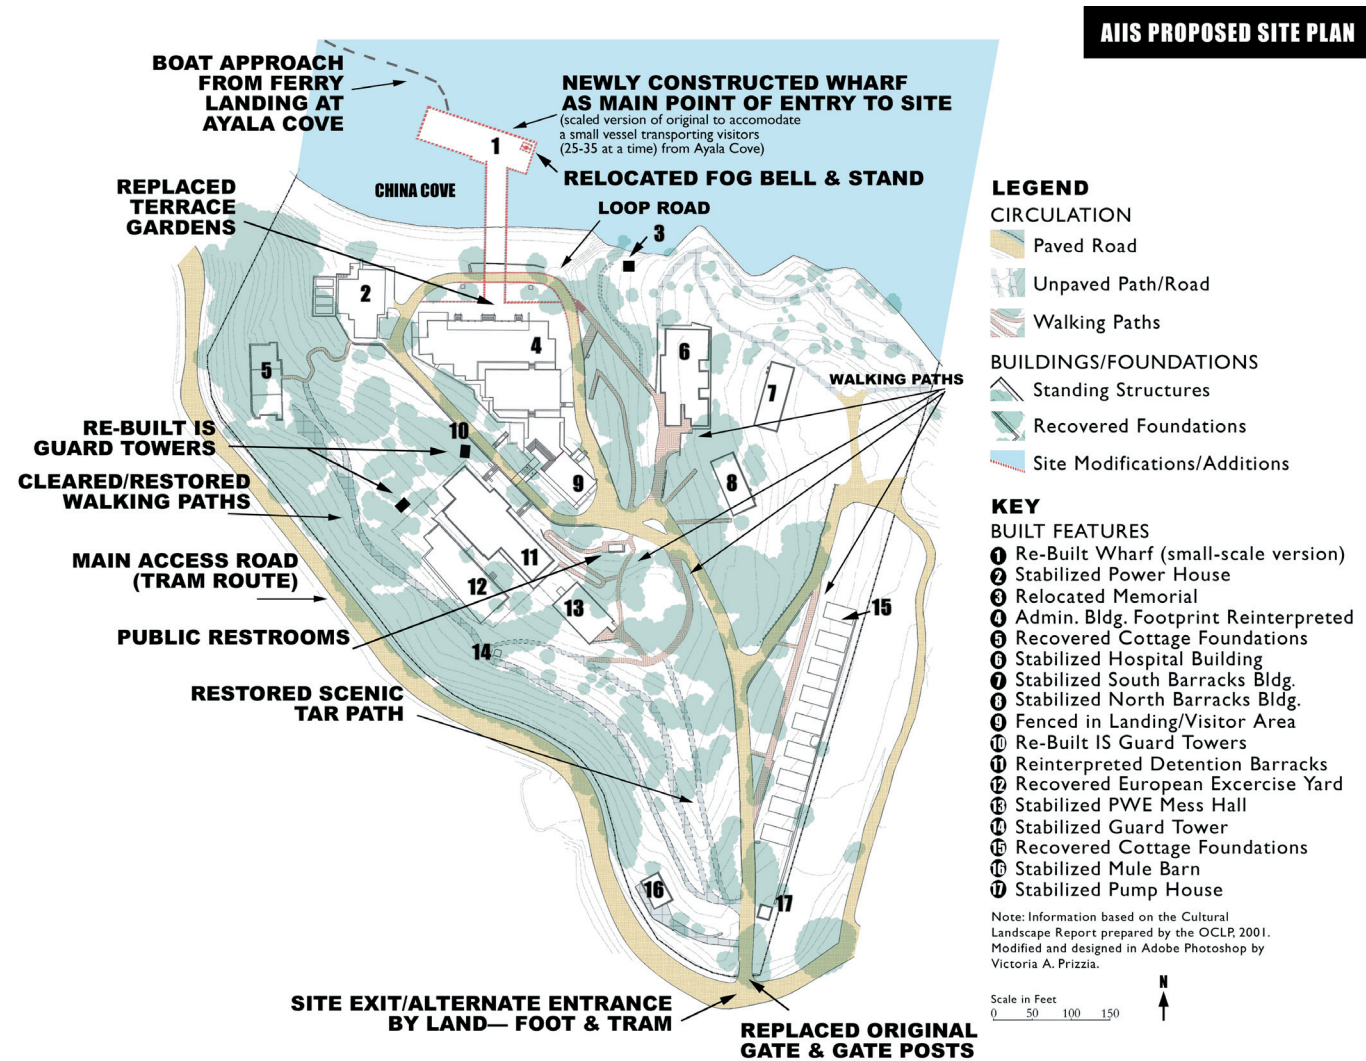 AIIS PROPOSED SITE PLAN
BOAT APPROACH
FROM FERRY
LANDING AT
AYALA COVE
NEWLY CONSTRUCTED WHARF
AS MAIN POINT OF ENTRY TO SITE
(scaled version of original to accomodate
a small vessel transporting visitors
(25-35 at a time) from Ayala Cove)
1
RELOCATED FOG BELL & STAND
CHINA COVE
REPLACED
TERRACE
GARDENS
LOOP ROAD
3
2
4
5
6
7
WALKING PATHS
RE-BUILT IS
GUARD TOWERS
10
8
9
CLEARED/RESTORED
WALKING PATHS
MAIN ACCESS ROAD
(TRAM ROUTE)
11
12
13
15
PUBLIC RESTROOMS
14
RESTORED SCENIC
TAR PATH
16
17
SITE EXIT/ALTERNATE ENTRANCE
BY LAND— FOOT & TRAM
REPLACED ORIGINAL
GATE & GATE POSTS
LEGEND
CIRCULATION
Paved Road
Unpaved Path/Road
Walking Paths
BUILDINGS/FOUNDATIONS
Standing Structures
Recovered Foundations
Site Modifications/Additions
KEY
BUILT FEATURES
1 Re-Built Wharf (small-scale version)
2 Stabilized Power House
3 Relocated Memorial
4 Admin. Bldg. Footprint Reinterpreted
5 Recovered Cottage Foundations
6 Stabilized Hospital Building
7 Stabilized South Barracks Bldg.
8 Stabilized North Barracks Bldg.
9 Fenced in Landing/Visitor Area
10 Re-Built IS Guard Towers
11 Reinterpreted Detention Barracks
12 Recovered European Excercise Yard
13 Stabilized PWE Mess Hall
14 Stabilized Guard Tower
15 Recovered Cottage Foundations
16 Stabilized Mule Barn
17 Stabilized Pump House
Note: Information based on the Cultural
Landscape Report prepared by the OCLP, 2001.
Modified and designed in Adobe Photoshop by
Victoria A. Prizzia.
N
Scale in Feet
0 50 100 150